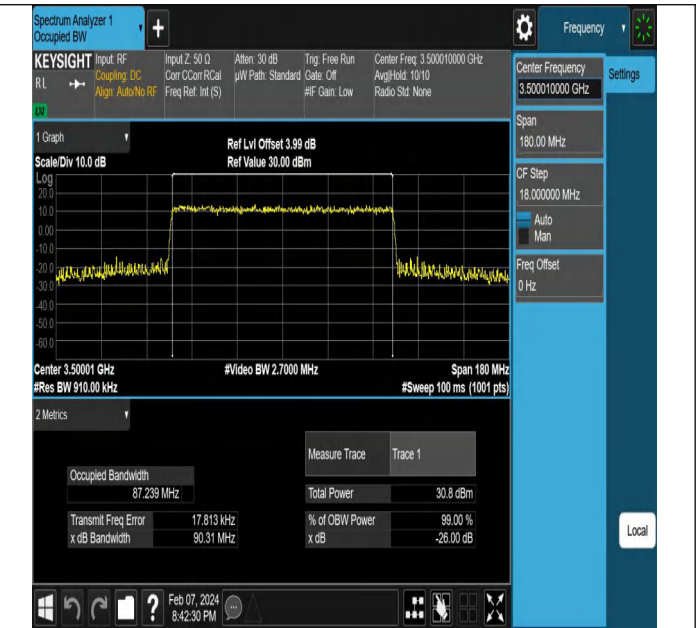 Spectrum Analyzer 1
Occupied BW
Frequency
KEYSIGHT
RL
Input: RF
Coupling: DC
Align: Auto/No RF
Input Z: 50 Ω
Corr CCorr RCal
Freq Ref: Int (S)
Atten: 30 dB
µW Path: Standard
Trig: Free Run
Gate: Off
#IF Gain: Low
Center Freq: 3.500010000 GHz
Avg|Hold: 10/10
Radio Std: None
Center Frequency
3.500010000 GHz
Settings
Span
180.00 MHz
CF Step
18.000000 MHz
Auto
Man
Freq Offset
0 Hz
1 Graph
Scale/Div 10.0 dB
Ref Lvl Offset 3.99 dB
Ref Value 30.00 dBm
Log
20.0
10.0
0.00
-10.0
-20.0
-30.0
-40.0
-50.0
-60.0
Center 3.50001 GHz
#Video BW 2.7000 MHz
Span 180 MHz
#Res BW 910.00 kHz
#Sweep 100 ms (1001 pts)
2 Metrics
Measure Trace
Trace 1
Occupied Bandwidth
87.239 MHz
Total Power
30.8 dBm
Transmit Freq Error
17.813 kHz
% of OBW Power
99.00 %
x dB Bandwidth
90.31 MHz
x dB
-26.00 dB
Local
?
Feb 07, 2024
8:42:30 PM